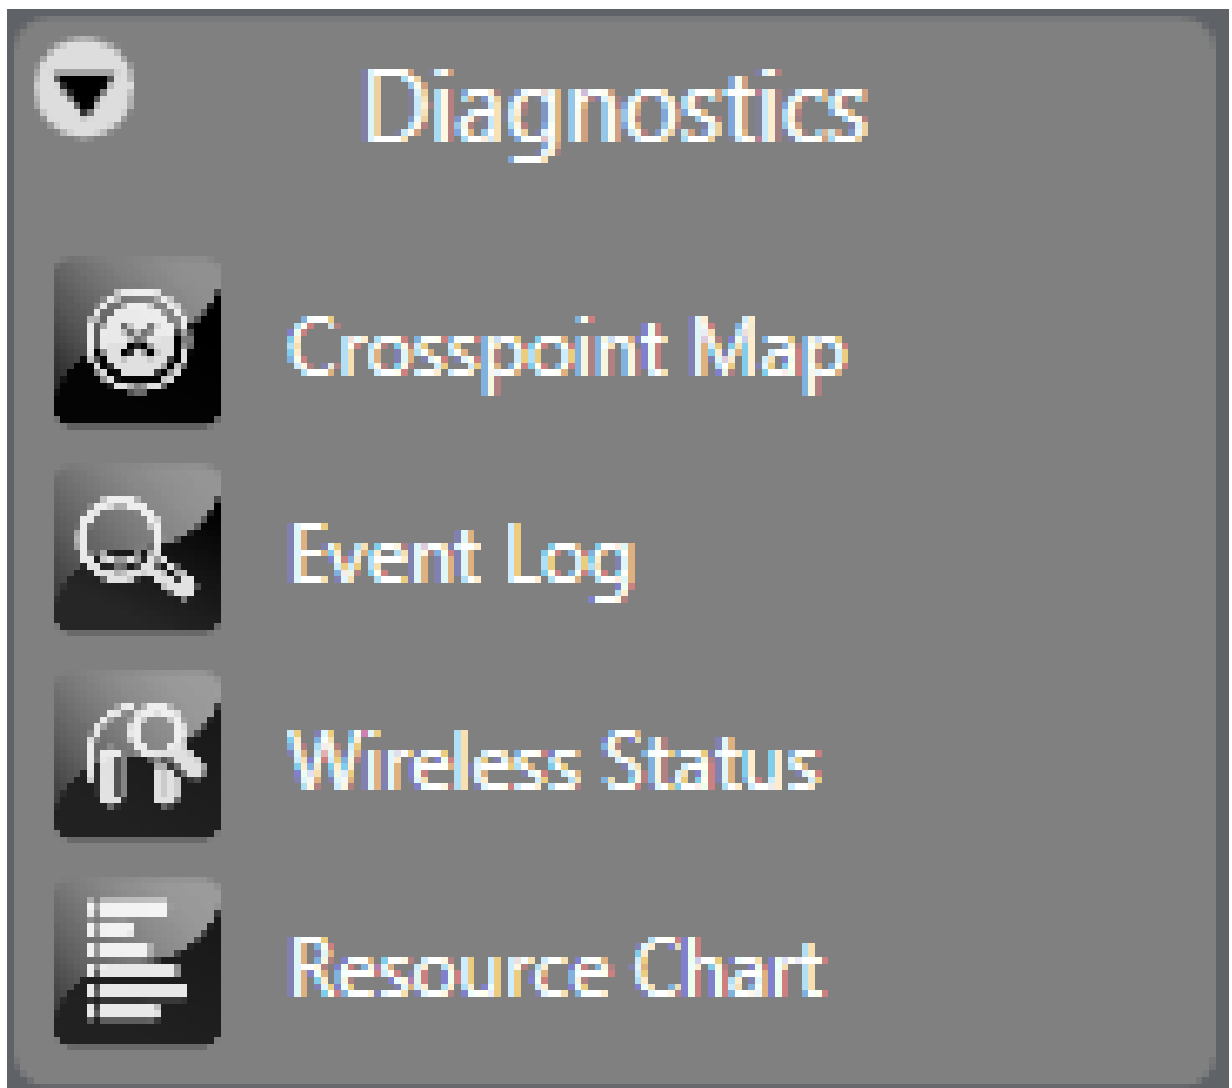 Diagnostics
Crosspoint Map
Event Log
Wireless Status
Resource Chart